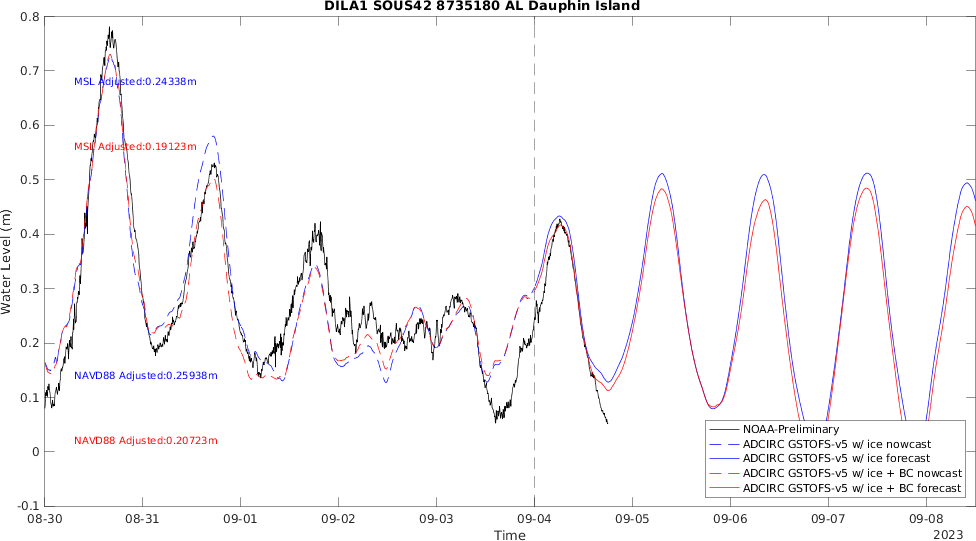 DILA1 SOUS42 8735180 AL Dauphin Island
0.8
0.7
MSL Adjusted:0.24338m
0.6
MSL Adjusted:0.19123m
0.5
0.4
0.3
0.2
NAVD88 Adjusted:0.25938m
0.1
NAVD88 Adjusted:0.20723m
0
-0.1
Water Level (m)
NOAA-Preliminary
ADCIRC GSTOFS-v5 w/ ice nowcast
ADCIRC GSTOFS-v5 w/ ice forecast
ADCIRC GSTOFS-v5 w/ ice + BC nowcast
ADCIRC GSTOFS-v5 w/ ice + BC forecast
08-30 08-31 09-01 09-02 09-03 09-04 09-05 09-06 09-07 09-08
Time
2023